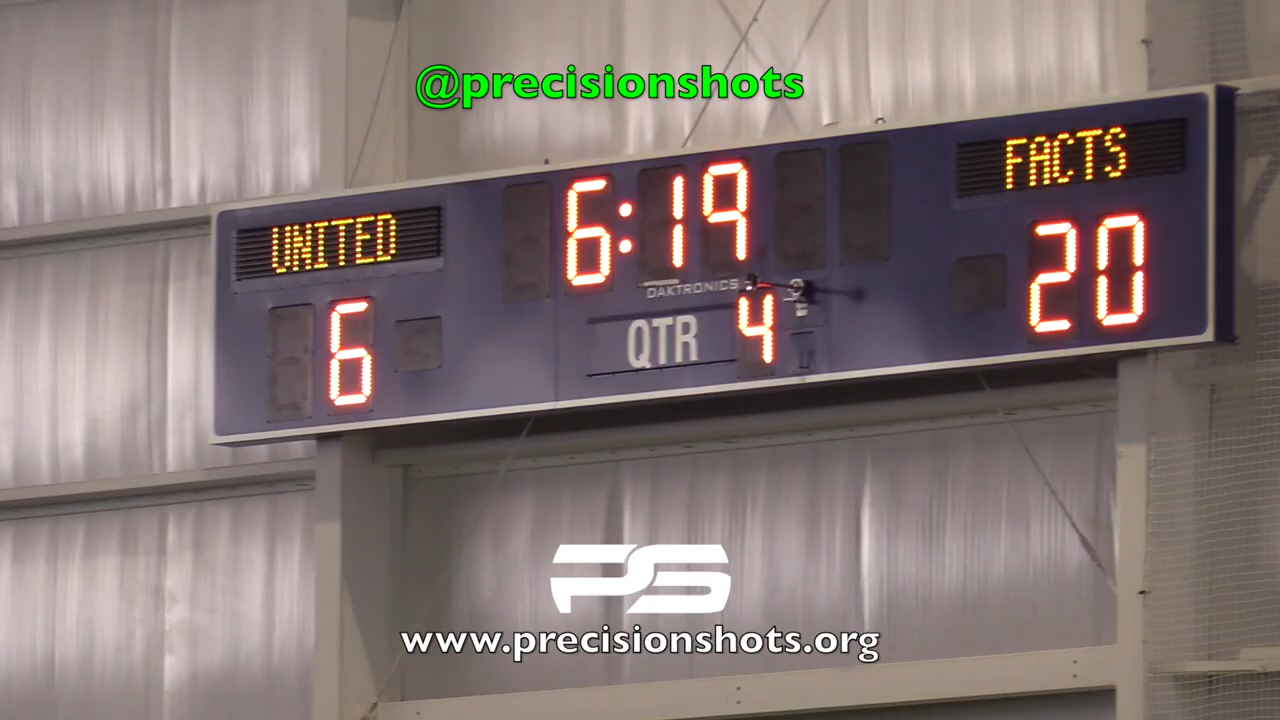 @precisionshots
UNITED
6:19
FACTS
6
DAKTRONICS
20
QTR 4
PS
www.precisionshots.org